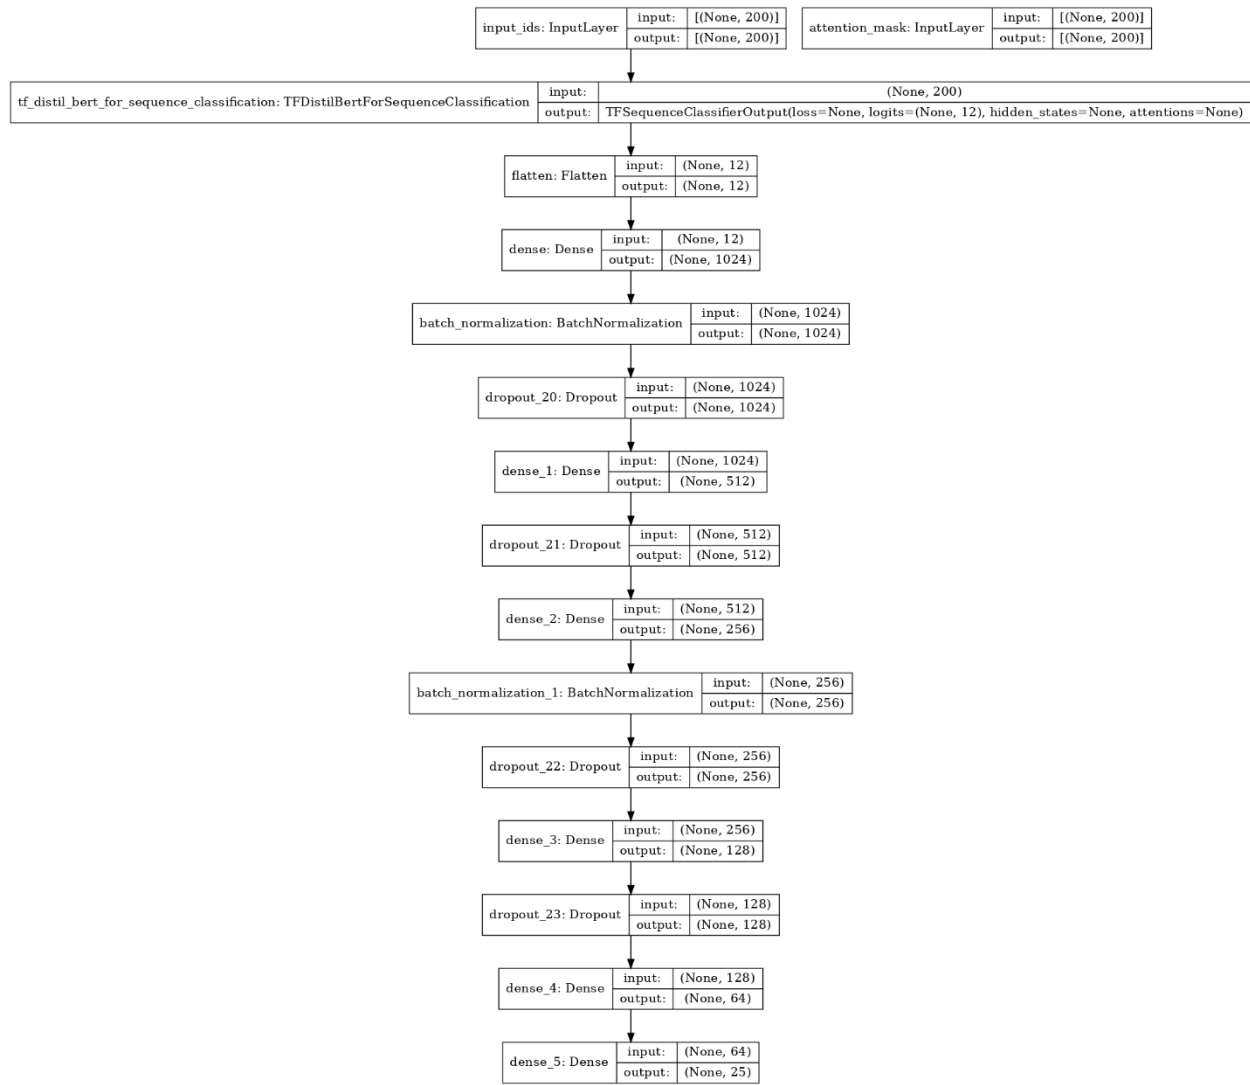 input_ids: InputLayer input: [(None, 200)] output: [(None, 200)]
attention_mask: InputLayer input: [(None, 200)] output: [(None, 200)]
tf_distil_bert_for_sequence_classification: TFDistilBertForSequenceClassification input: (None, 200) output: TFSequenceClassifierOutput(loss=None, logits=(None, 12), hidden_states=None, attentions=None)
flatten: Flatten input: (None, 12) output: (None, 12)
dense: Dense input: (None, 12) output: (None, 1024)
batch_normalization: BatchNormalization input: (None, 1024) output: (None, 1024)
dropout_20: Dropout input: (None, 1024) output: (None, 1024)
dense_1: Dense input: (None, 1024) output: (None, 512)
dropout_21: Dropout input: (None, 512) output: (None, 512)
dense_2: Dense input: (None, 512) output: (None, 256)
batch_normalization_1: BatchNormalization input: (None, 256) output: (None, 256)
dropout_22: Dropout input: (None, 256) output: (None, 256)
dense_3: Dense input: (None, 256) output: (None, 128)
dropout_23: Dropout input: (None, 128) output: (None, 128)
dense_4: Dense input: (None, 128) output: (None, 64)
dense_5: Dense input: (None, 64) output: (None, 25)